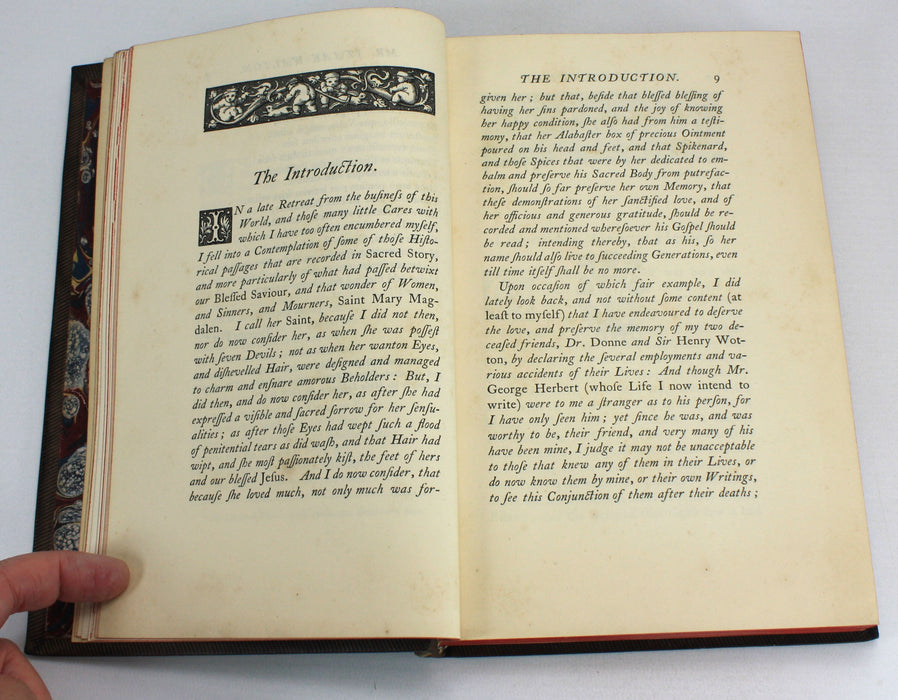 The Introduction.
IN a late Retreat from the buſineſs of this
World, and thoſe many little Cares with
which I have too often encumbered myſelf,
I fell into a Contemplation of ſome of thoſe Hiſto-
rical paſſages that are recorded in Sacred Story,
and more particularly of what had paſſed betwixt
our Bleſſed Saviour, and that wonder of Women,
and Sinners, and Mourners, Saint Mary Mag-
dalen. I call her Saint, becauſe I did not then,
nor do now conſider her, as when ſhe was poſſeſt
with ſeven Devils; not as when her wanton Eyes,
and diſhevelled Hair, were deſigned and managed
to charm and enſnare amorous Beholders: But, I
did then, and do now conſider her, as after ſhe had
expreſſed a viſible and ſacred ſorrow for her ſenſu-
alities; as after thoſe Eyes had wept ſuch a flood
of penitential tears as did waſh, and that Hair had
wipt, and ſhe moſt paſſionately kiſt, the feet of hers
and our bleſſed Jeſus. And I do now conſider, that
becauſe ſhe loved much, not only much was for-
THE INTRODUCTION. 9
given her; but that, beſide that bleſſed bleſſing of
having her ſins pardoned, and the joy of knowing
her happy condition, ſhe alſo had from him a teſti-
mony, that her Alabaſter box of precious Ointment
poured on his head and feet, and that Spikenard,
and thoſe Spices that were by her dedicated to em-
balm and preſerve his Sacred Body from putrefac-
tion, ſhould ſo far preſerve her own Memory, that
theſe demonſtrations of her ſanctified love, and of
her officious and generous gratitude, ſhould be re-
corded and mentioned whereſoever his Goſpel ſhould
be read; intending thereby, that as his, ſo her
name ſhould alſo live to ſucceeding Generations, even
till time itſelf ſhall be no more.
Upon occaſion of which fair example, I did
lately look back, and not without ſome content (at
leaſt to myſelf) that I have endeavoured to deſerve
the love, and preſerve the memory of my two de-
ceaſed friends, Dr. Donne and Sir Henry Wot-
ton, by declaring the ſeveral employments and va-
rious accidents of their Lives: And though Mr.
George Herbert (whoſe Life I now intend to
write) were to me a ſtranger as to his perſon, for
I have only ſeen him; yet ſince he was, and was
worthy to be, their friend, and very many of his
have been mine, I judge it may not be unacceptable
to thoſe that knew any of them in their Lives, or
do now know them by mine, or their own Writings,
to ſee this Conjunction of them after their deaths;